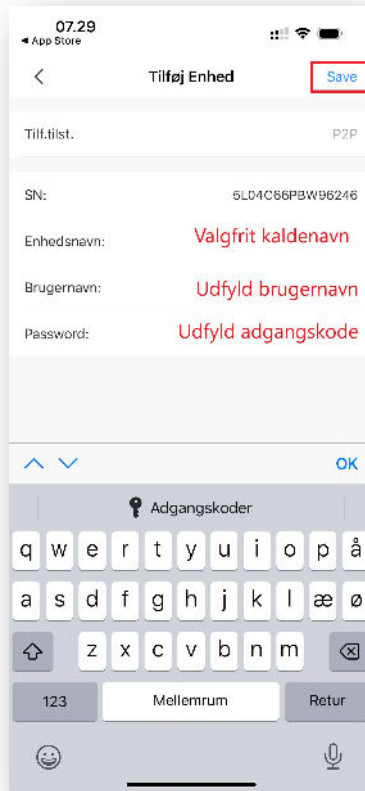 07.29
◀ App Store
Tilføj Enhed Save
Tilf.tilst. P2P
SN: 6L04C66PBW96246
Enhedsnavn: Valgfrit kaldenavn
Brugernavn: Udfyld brugernavn
Password: Udfyld adgangskode
OK
Adgangskoder
q w e r t y u i o p å
a s d f g h j k l æ ø
z x c v b n m
123 Mellemrum Retur